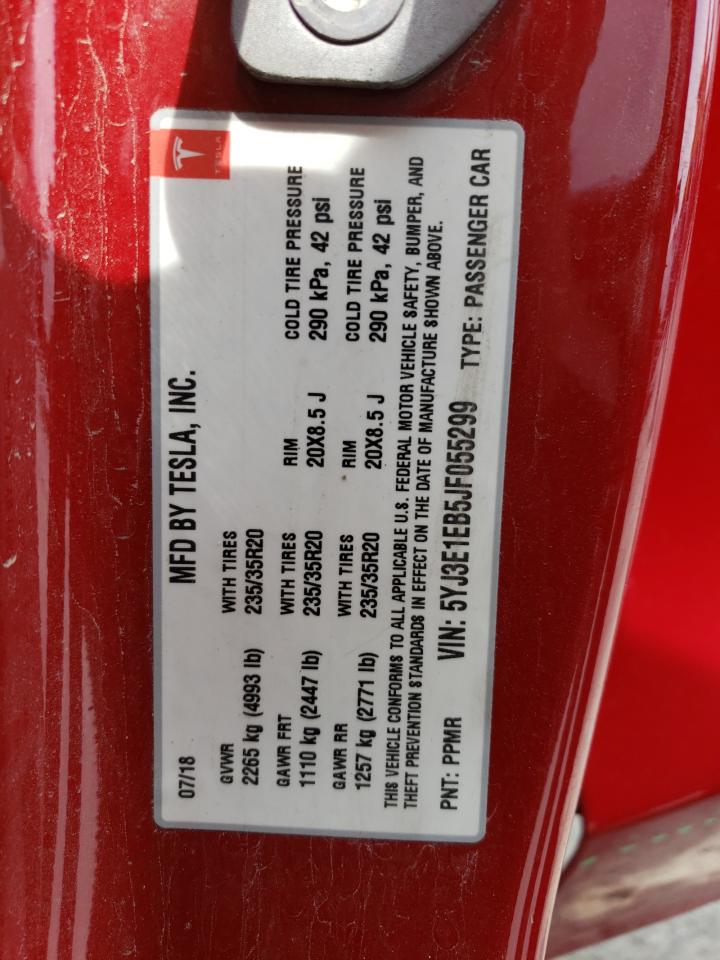 TESLA
MFD BY TESLA, INC.
07/18
GVWR WITH TIRES
2265 kg (4993 lb) 235/35R20
GAWR FRT WITH TIRES RIM COLD TIRE PRESSURE
1110 kg (2447 lb) 235/35R20 20X8.5 J 290 kPa, 42 psi
GAWR RR WITH TIRES RIM COLD TIRE PRESSURE
1257 kg (2771 lb) 235/35R20 20X8.5 J 290 kPa, 42 psi
THIS VEHICLE CONFORMS TO ALL APPLICABLE U.S. FEDERAL MOTOR VEHICLE SAFETY, BUMPER, AND
THEFT PREVENTION STANDARDS IN EFFECT ON THE DATE OF MANUFACTURE SHOWN ABOVE.
PNT: PPMR VIN: 5YJ3E1EB5JF055299 TYPE: PASSENGER CAR